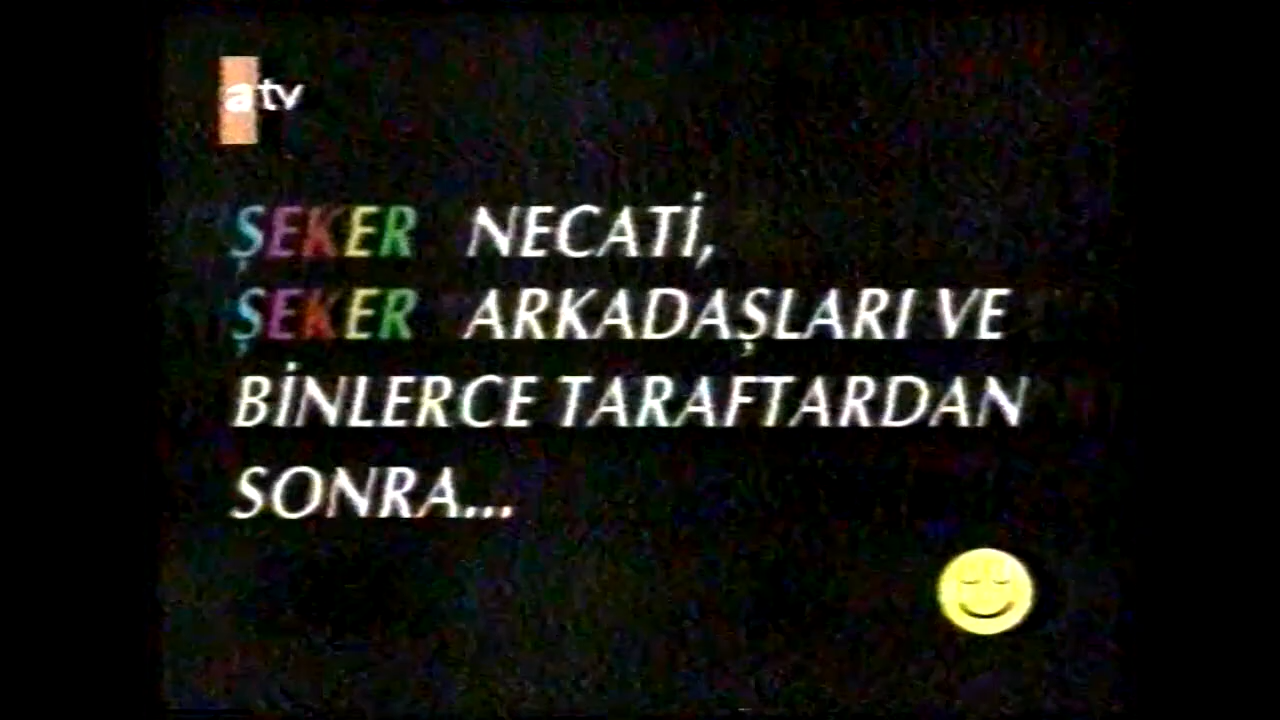 atv
ŞEKER NECATİ,
ŞEKER ARKADAŞLARI VE
BİNLERCE TARAFTARDAN
SONRA...